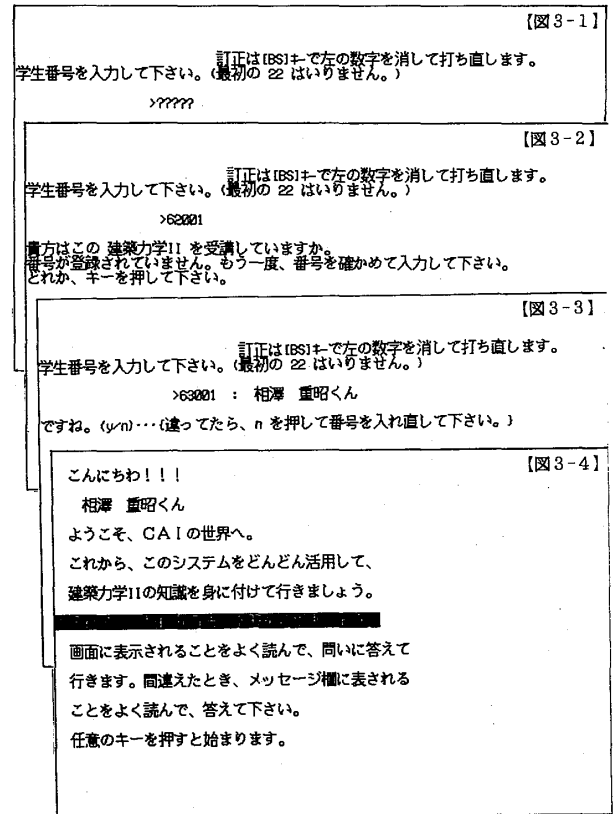 【図3-1】
訂正は[BS]キーで左の数字を消して打ち直します。
学生番号を入力して下さい。(最初の 22 はいりません。)
>?????
【図3-2】
訂正は[BS]キーで左の数字を消して打ち直します。
学生番号を入力して下さい。(最初の 22 はいりません。)
>62001
貴方はこの 建築力学II を受講していますか。
番号が登録されていません。もう一度、番号を確かめて入力して下さい。
どれか、キーを押して下さい。
【図3-3】
訂正は[BS]キーで左の数字を消して打ち直します。
学生番号を入力して下さい。(最初の 22 はいりません。)
>63001 : 相澤 重昭くん
ですね。(y/n)···(違ってたら、n を押して番号を入れ直して下さい。)
【図3-4】
こんにちわ!!!
相澤 重昭くん
ようこそ、CAIの世界へ。
これから、このシステムをどんどん活用して、
建築力学IIの知識を身に付けて行きましょう。
画面に表示されることをよく読んで、問いに答えて
行きます。間違えたとき、メッセージ欄に表される
ことをよく読んで、答えて下さい。
任意のキーを押すと始まります。